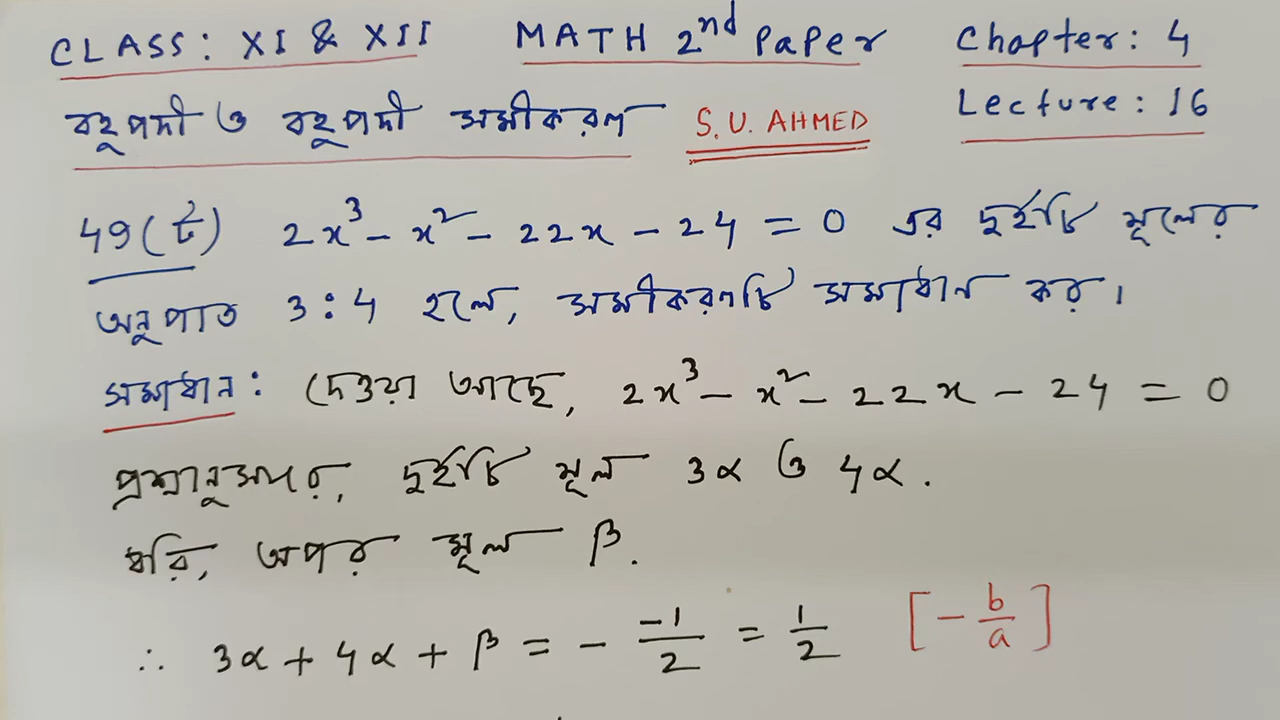 CLASS: XI & XII MATH 2nd Paper Chapter: 4
বহুপদী ও বহুপদী সমীকরণ S.U. AHMED Lecture: 16
49(ট) 2x³ - x² - 22x - 24 = 0 এর দুইটি মূলের
অনুপাত 3:4 হলে, সমীকরণটি সমাধান কর।
সমাধান: দেওয়া আছে, 2x³ - x² - 22x - 24 = 0
প্রশ্নানুসারে, দুইটি মূল 3α ও 4α.
ধরি, অপর মূল β.
∴ 3α + 4α + β = - -1/2 = 1/2 [- b/a]